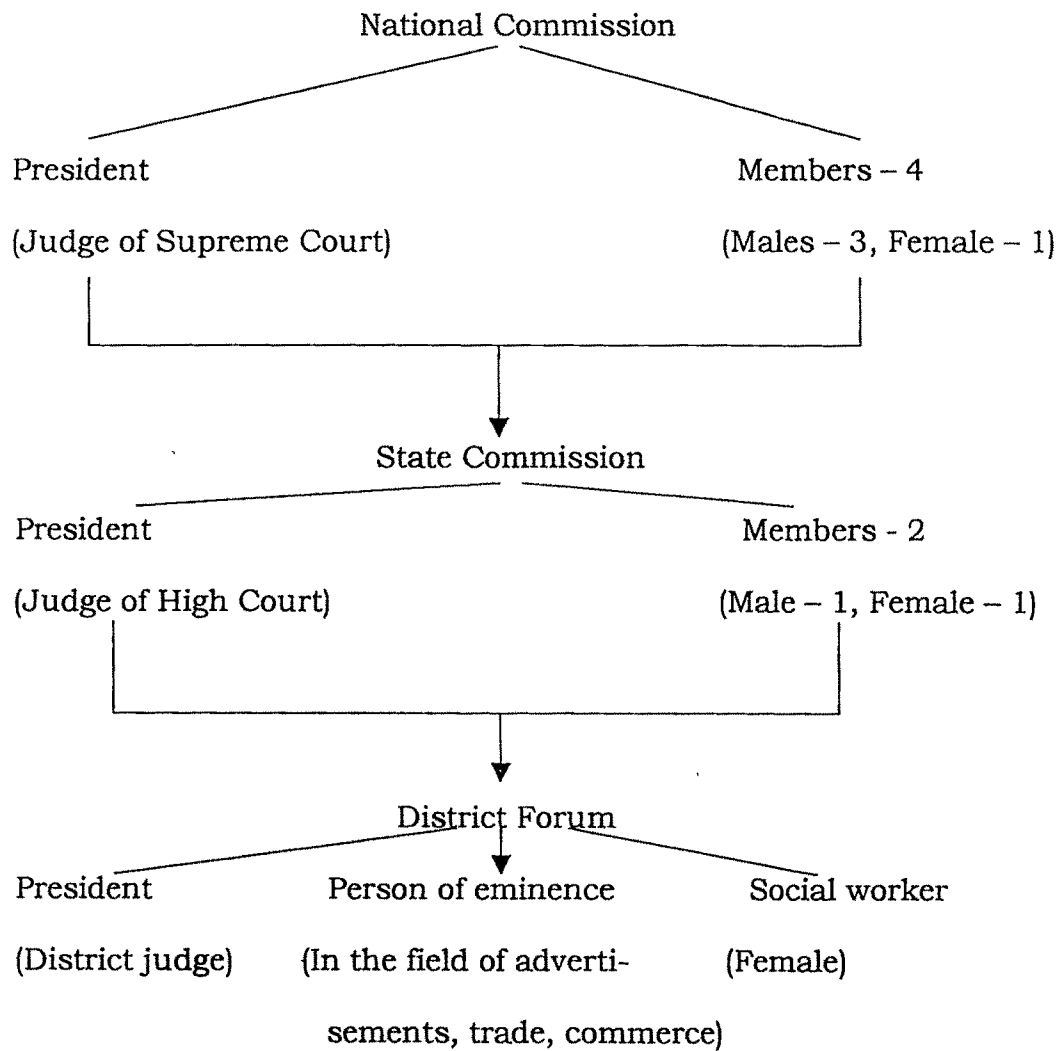 National Commission
President Members – 4
(Judge of Supreme Court) (Males – 3, Female – 1)
State Commission
President Members - 2
(Judge of High Court) (Male – 1, Female – 1)
District Forum
President Person of eminence Social worker
(District judge) (In the field of adverti- (Female)
sements, trade, commerce)